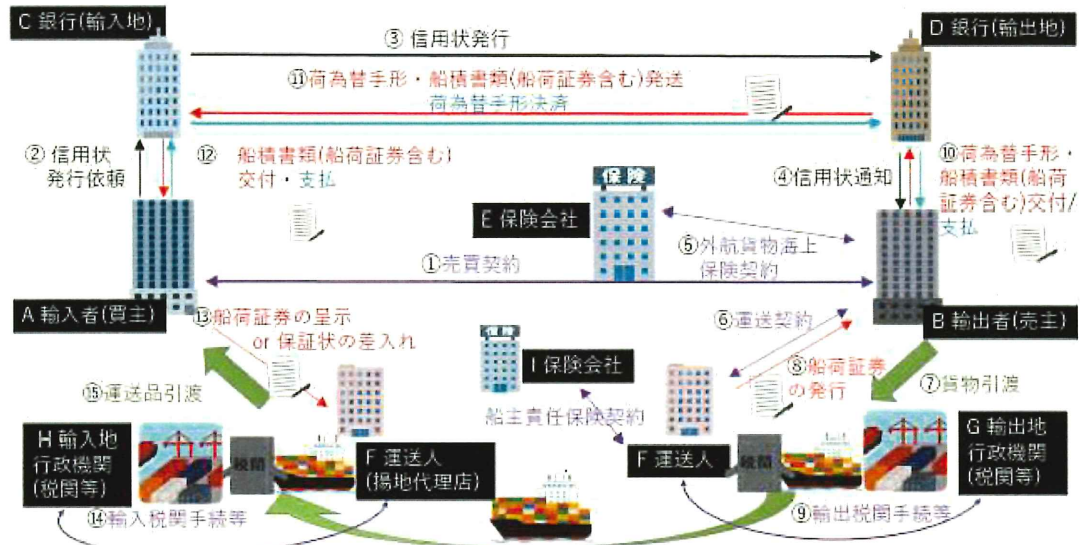 C 銀行(輸入地)
D 銀行(輸出地)
③ 信用状発行
⑪荷為替手形・船積書類(船荷証券含む)発送
荷為替手形決済
② 信用状
発行依頼
⑫ 船積書類(船荷証券含む)
交付・支払
④信用状通知
⑩荷為替手形・
船積書類(船荷
証券含む)交付/
支払
保険
E 保険会社
⑤外航貨物海上
保険契約
①売買契約
A 輸入者(買主)
B 輸出者(売主)
⑬船荷証券の呈示
or 保証状の差入れ
⑥運送契約
保険
I 保険会社
⑧船荷証券
の発行
⑦貨物引渡
⑮運送品引渡
船主責任保険契約
H 輸入地
行政機関
(税関等)
税関
F 運送人
(揚地代理店)
F 運送人
税関
G 輸出地
行政機関
(税関等)
⑭輸入税関手続等
⑨輸出税関手続等